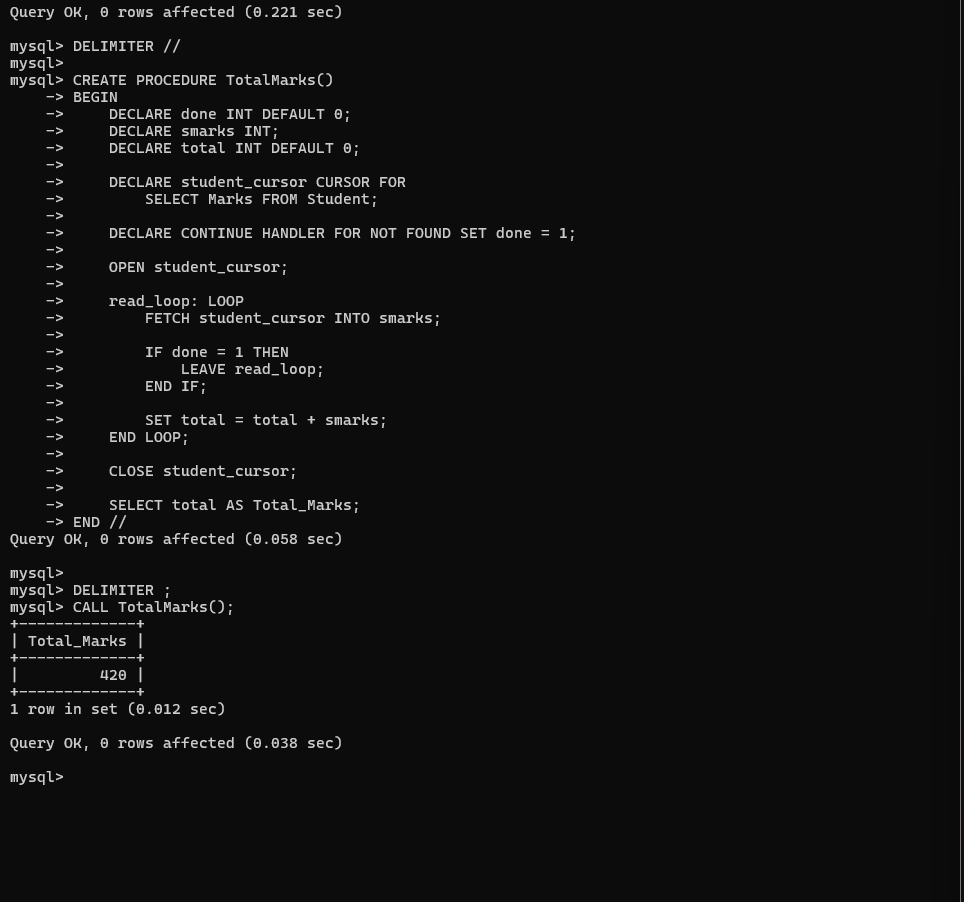 Query OK, 0 rows affected (0.221 sec)
mysql> DELIMITER //
mysql>
mysql> CREATE PROCEDURE TotalMarks()
    -> BEGIN
    ->     DECLARE done INT DEFAULT 0;
    ->     DECLARE smarks INT;
    ->     DECLARE total INT DEFAULT 0;
    ->
    ->     DECLARE student_cursor CURSOR FOR
    ->         SELECT Marks FROM Student;
    ->
    ->     DECLARE CONTINUE HANDLER FOR NOT FOUND SET done = 1;
    ->
    ->     OPEN student_cursor;
    ->
    ->     read_loop: LOOP
    ->         FETCH student_cursor INTO smarks;
    ->
    ->         IF done = 1 THEN
    ->             LEAVE read_loop;
    ->         END IF;
    ->
    ->         SET total = total + smarks;
    ->     END LOOP;
    ->
    ->     CLOSE student_cursor;
    ->
    ->     SELECT total AS Total_Marks;
    -> END //
Query OK, 0 rows affected (0.058 sec)
mysql>
mysql> DELIMITER ;
mysql> CALL TotalMarks();
+-------------+
| Total_Marks |
+-------------+
|         420 |
+-------------+
1 row in set (0.012 sec)
Query OK, 0 rows affected (0.038 sec)
mysql>